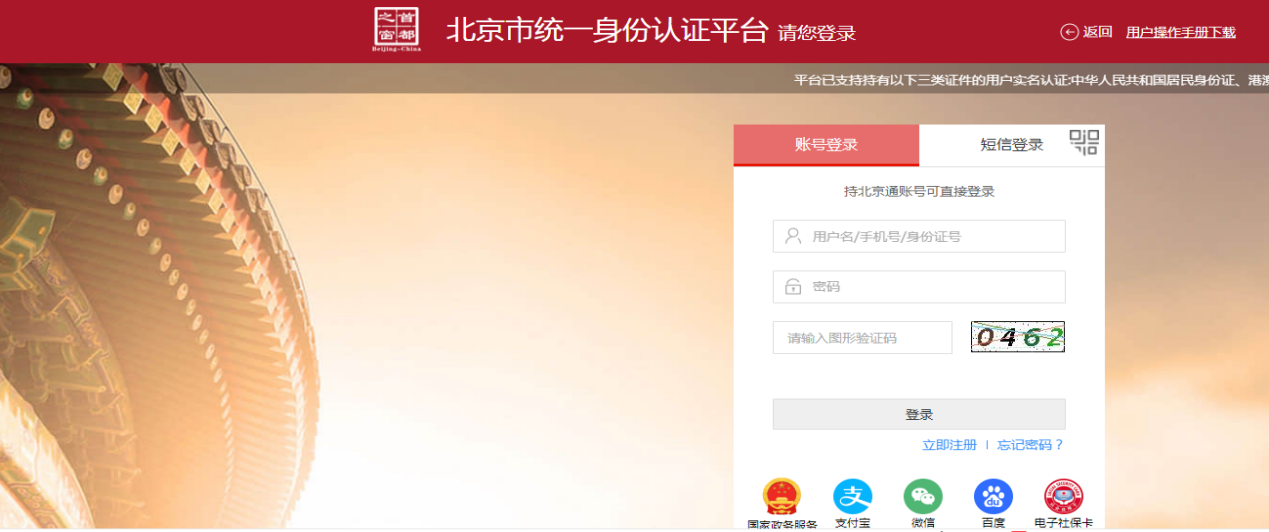 首都之窗
Beijing-China
北京市统一身份认证平台 请您登录
返回 用户操作手册下载
平台已支持持有以下三类证件的用户实名认证:中华人民共和国居民身份证、港澳
账号登录 短信登录
持北京通账号可直接登录
用户名/手机号/身份证号
密码
请输入图形验证码 0462
登录
立即注册 | 忘记密码？
国家政务服务 支付宝 微信 百度 电子社保卡